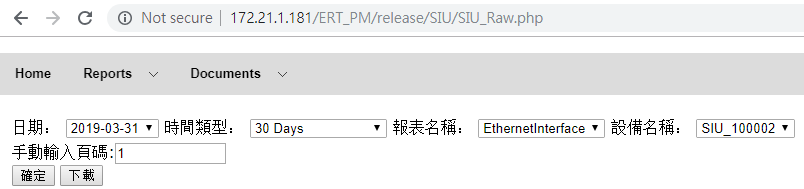 Not secure | 172.21.1.181/ERT_PM/release/SIU/SIU_Raw.php
Home Reports Documents
日期： 2019-03-31 時間類型： 30 Days 報表名稱： EthernetInterface 設備名稱： SIU_100002
手動輸入頁碼:1
確定 下載